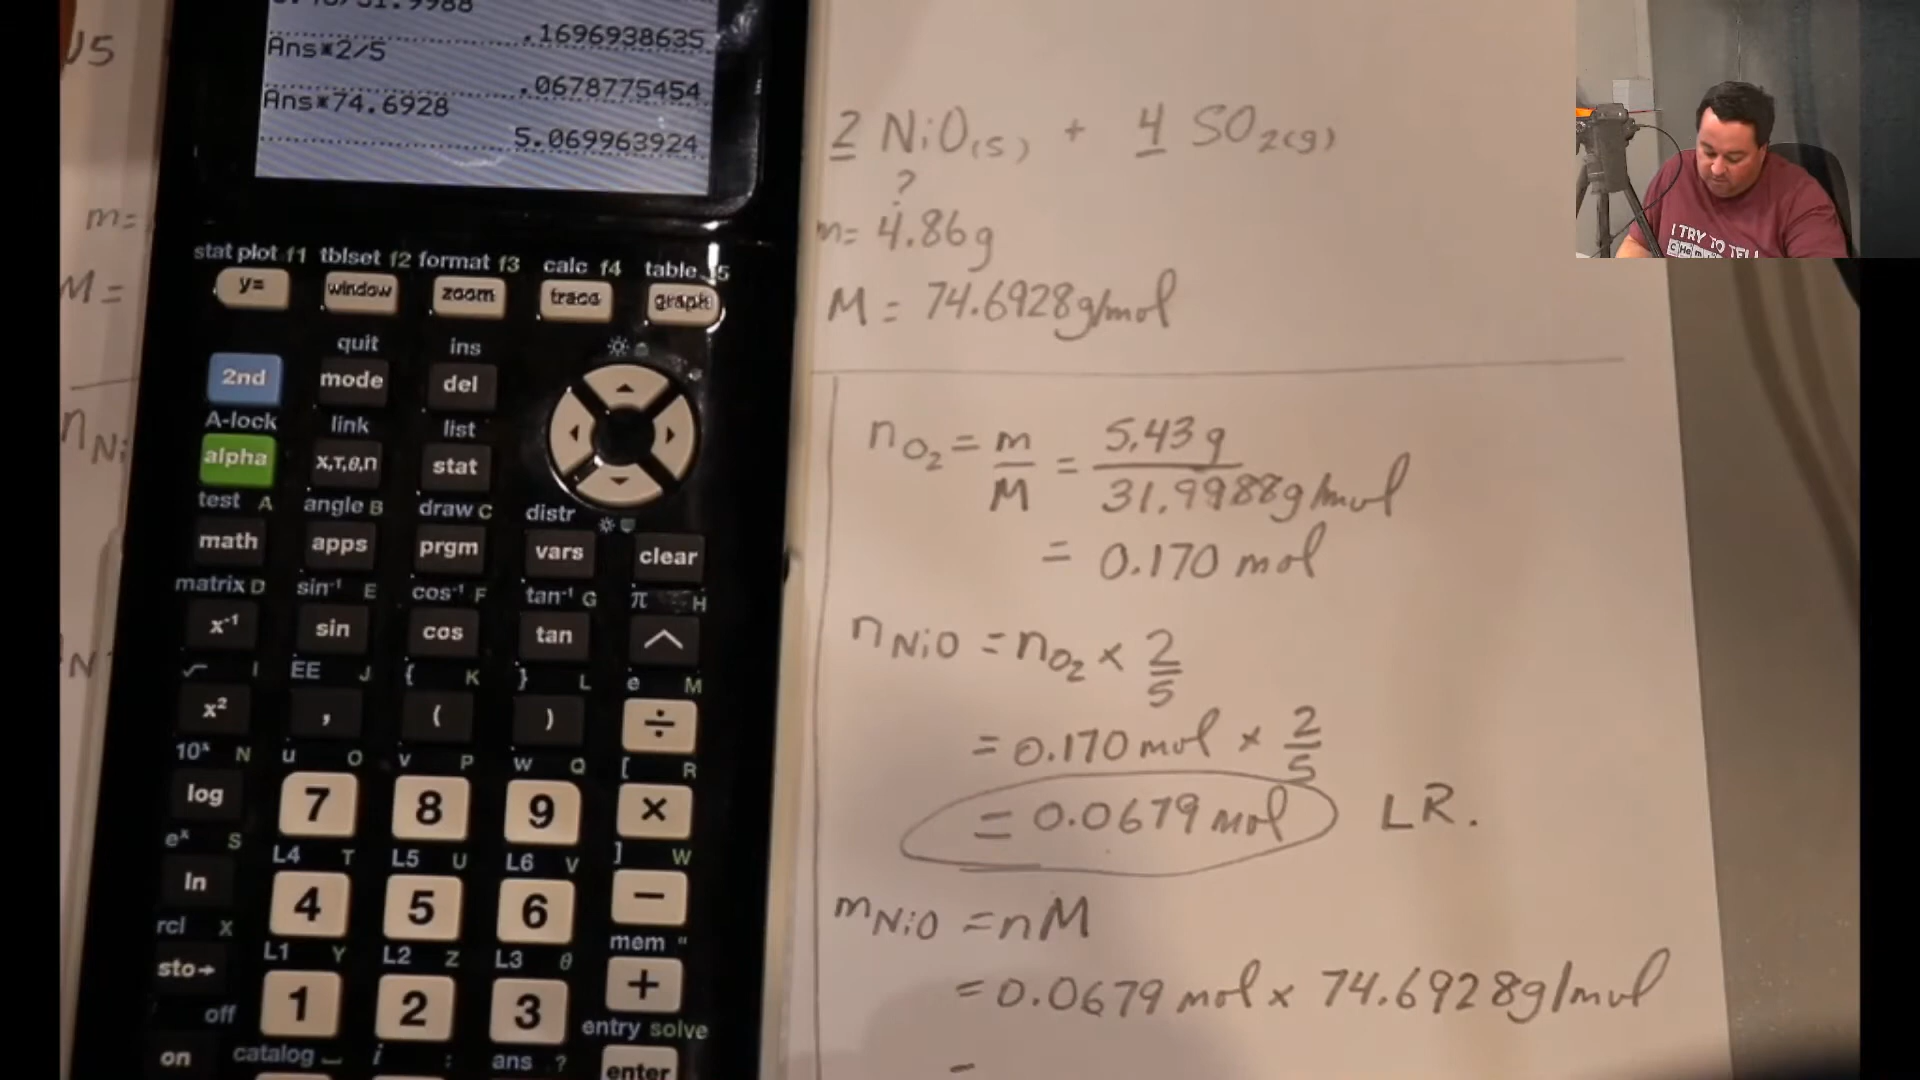 .1696938635
Ans*2/5
.0678775454
Ans*74.6928
5.069963924
stat plot f1 tblset f2 format f3 calc f4 table f5
y= window zoom trace graph
quit ins
2nd mode del
A-lock link list
alpha X,T,θ,n stat
test A angle B draw C distr
math apps prgm vars clear
matrix D sin⁻¹ E cos⁻¹ F tan⁻¹ G π H
x⁻¹ sin cos tan ^
√ I EE J { K } L e M
x² , ( ) ÷
10ˣ N u O v P w Q [ R
log 7 8 9 ×
eˣ S L4 T L5 U L6 V ] W
ln 4 5 6 −
rcl X L1 Y L2 Z L3 θ mem "
sto→ 1 2 3 +
off catalog i : ans ? entry solve
on enter
m=
M =
2 NiO(s) + 4 SO₂(g)
?
m= 4.86g
M = 74.6928g/mol
nO₂ = m/M = 5.43 g/31.9988g/mol
= 0.170 mol
nNiO = nO₂ × 2/5
= 0.170 mol × 2/5
= 0.0679 mol LR.
mNiO = nM
= 0.0679 mol × 74.6928g/mol
=
I TRY TO TELL